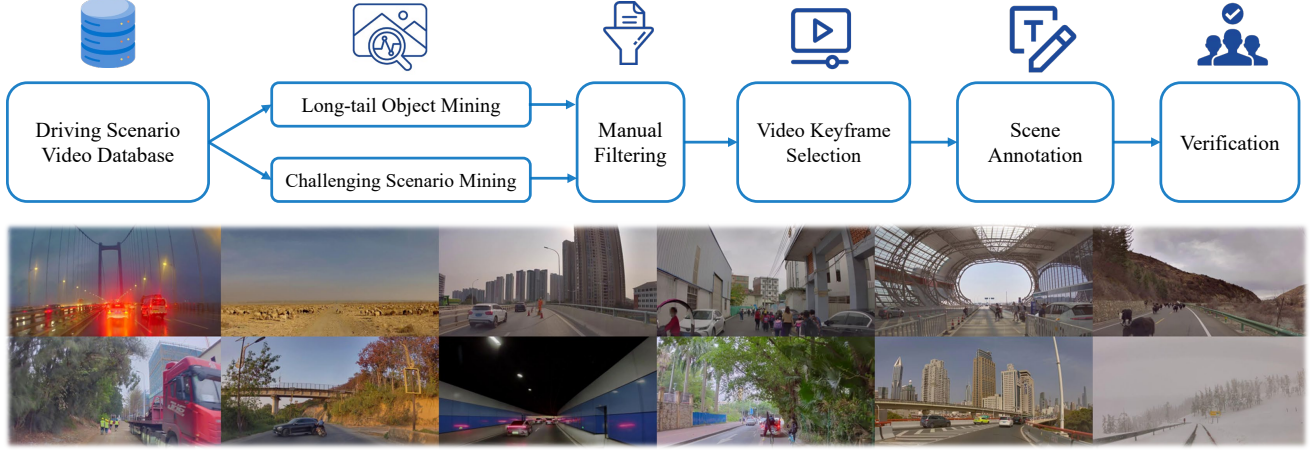 T
Driving Scenario
Video Database
Long-tail Object Mining
Challenging Scenario Mining
Manual
Filtering
Video Keyframe
Selection
Scene
Annotation
Verification